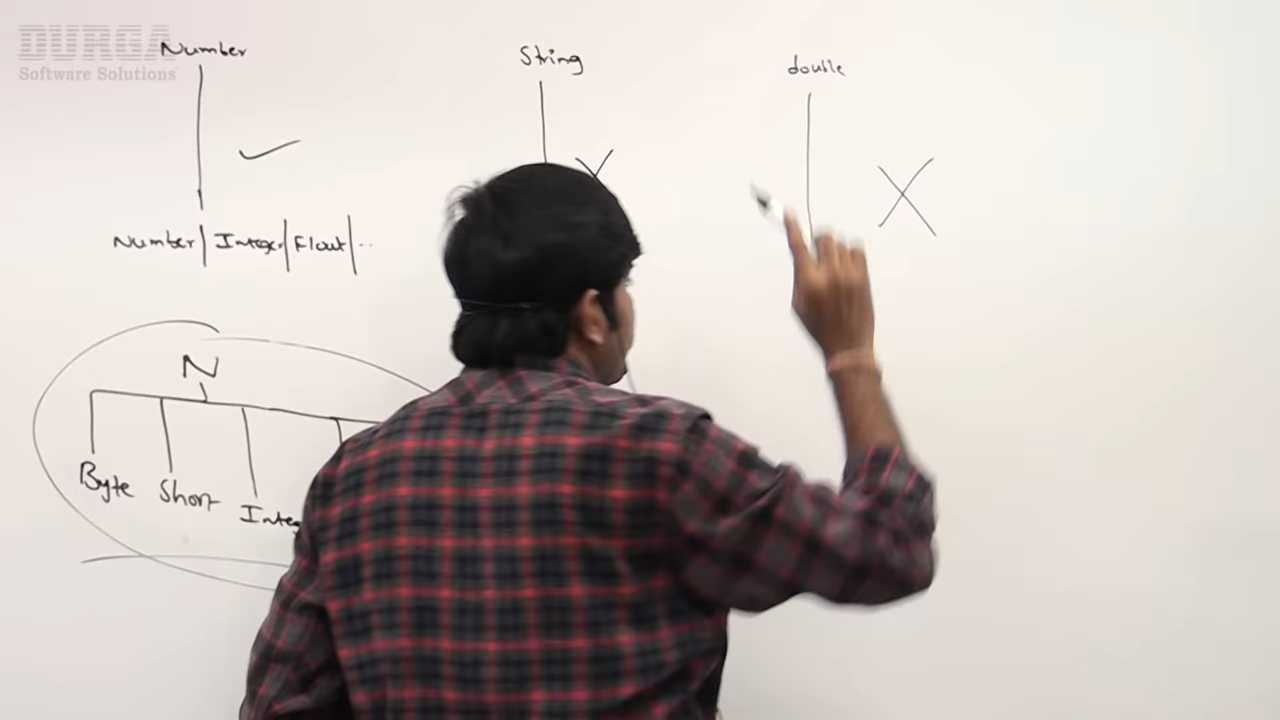 DURGA
Software Solutions
Number
String
double
Number | Integer | Float | ..
N
Byte
Short